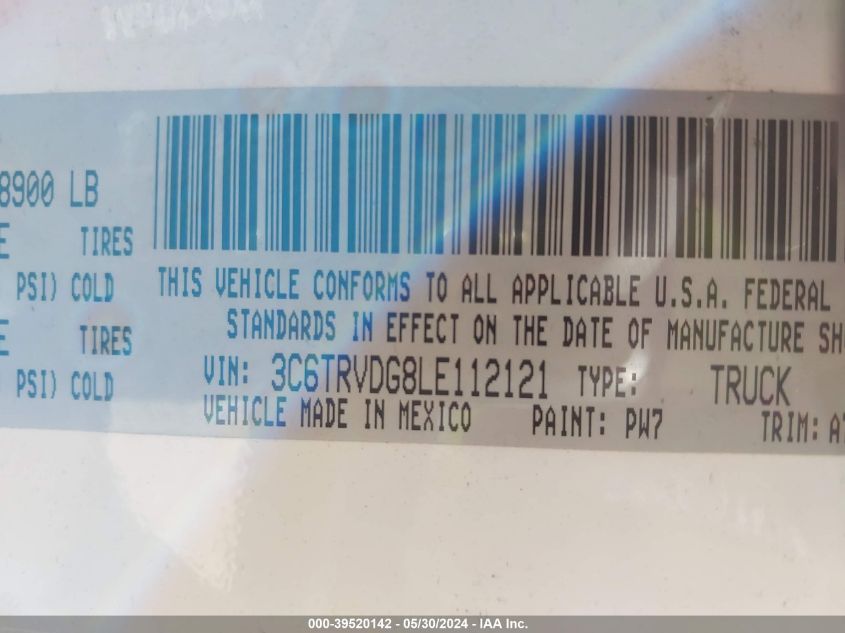 8900 LB
E TIRES
PSI) COLD THIS VEHICLE CONFORMS TO ALL APPLICABLE U.S.A. FEDERAL
STANDARDS IN EFFECT ON THE DATE OF MANUFACTURE SH
E TIRES
VIN: 3C6TRVDG8LE112121 TYPE: TRUCK
PSI) COLD
VEHICLE MADE IN MEXICO PAINT: PW7 TRIM: A
000-39520142 - 05/30/2024 - IAA Inc.